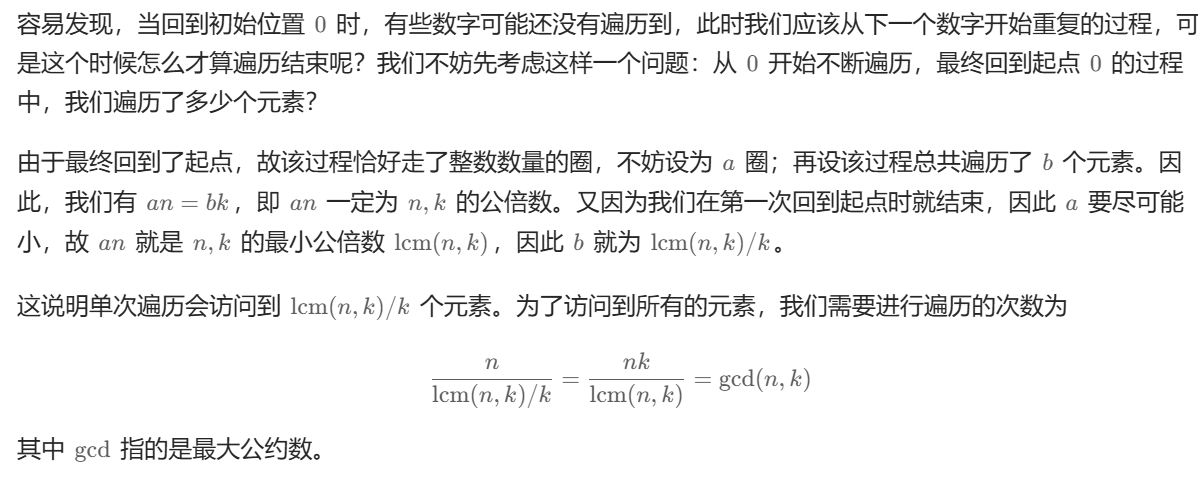 容易发现，当回到初始位置 0 时，有些数字可能还没有遍历到，此时我们应该从下一个数字开始重复的过程，可
是这个时候怎么才算遍历结束呢？我们不妨先考虑这样一个问题：从 0 开始不断遍历，最终回到起点 0 的过程
中，我们遍历了多少个元素？
由于最终回到了起点，故该过程恰好走了整数数量的圈，不妨设为 a 圈；再设该过程总共遍历了 b 个元素。因
此，我们有 an = bk，即 an 一定为 n, k 的公倍数。又因为我们在第一次回到起点时就结束，因此 a 要尽可能
小，故 an 就是 n, k 的最小公倍数 lcm(n, k)，因此 b 就为 lcm(n, k)/k。
这说明单次遍历会访问到 lcm(n, k)/k 个元素。为了访问到所有的元素，我们需要进行遍历的次数为
n / (lcm(n, k)/k) = nk / lcm(n, k) = gcd(n, k)
其中 gcd 指的是最大公约数。